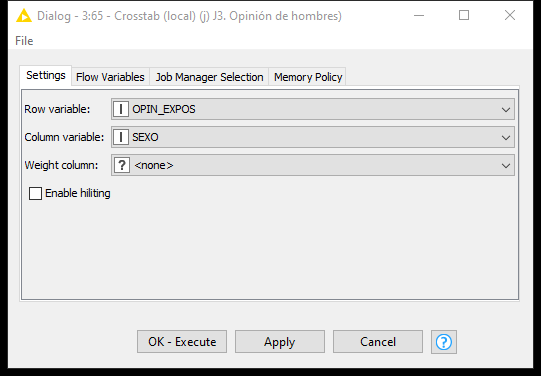 Dialog - 3:65 - Crosstab (local) (j) J3. Opinión de hombres)
File
Settings Flow Variables Job Manager Selection Memory Policy
Row variable: I OPIN_EXPOS
Column variable: I SEXO
Weight column: ? <none>
Enable hiliting
OK - Execute Apply Cancel ?